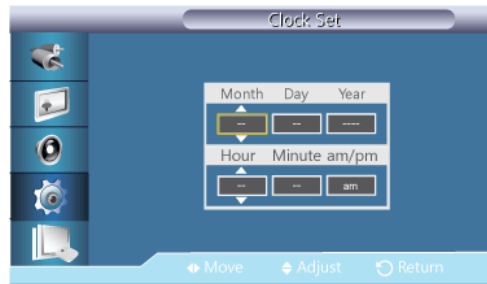 Clock Set
Month Day Year
-- -- ----
Hour Minute am/pm
-- -- am
Move Adjust Return